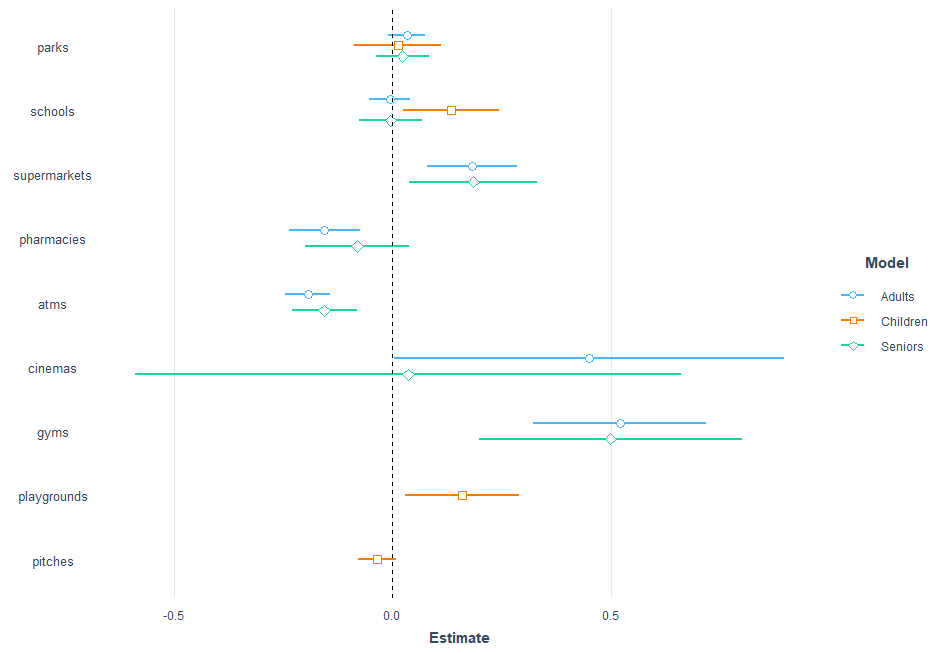 parks
schools
supermarkets
pharmacies
atms
cinemas
gyms
playgrounds
pitches
-0.5
0.0
0.5
Estimate
Model
Adults
Children
Seniors